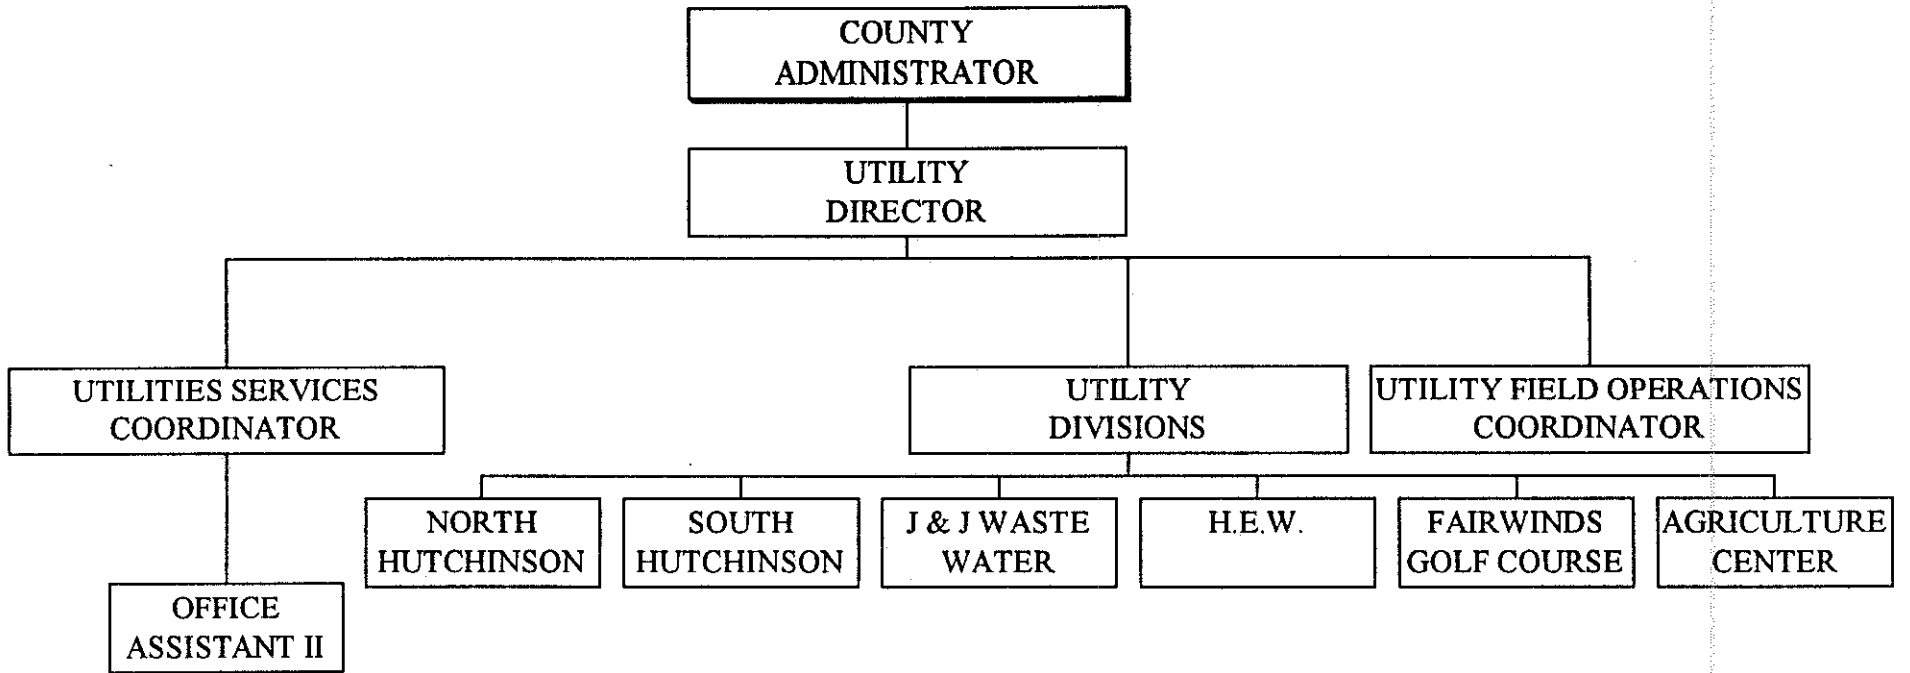 COUNTY
ADMINISTRATOR
UTILITY
DIRECTOR
UTILITIES SERVICES
COORDINATOR
UTILITY
DIVISIONS
UTILITY FIELD OPERATIONS
COORDINATOR
NORTH
HUTCHINSON
SOUTH
HUTCHINSON
J & J WASTE
WATER
H.E.W.
FAIRWINDS
GOLF COURSE
AGRICULTURE
CENTER
OFFICE
ASSISTANT II